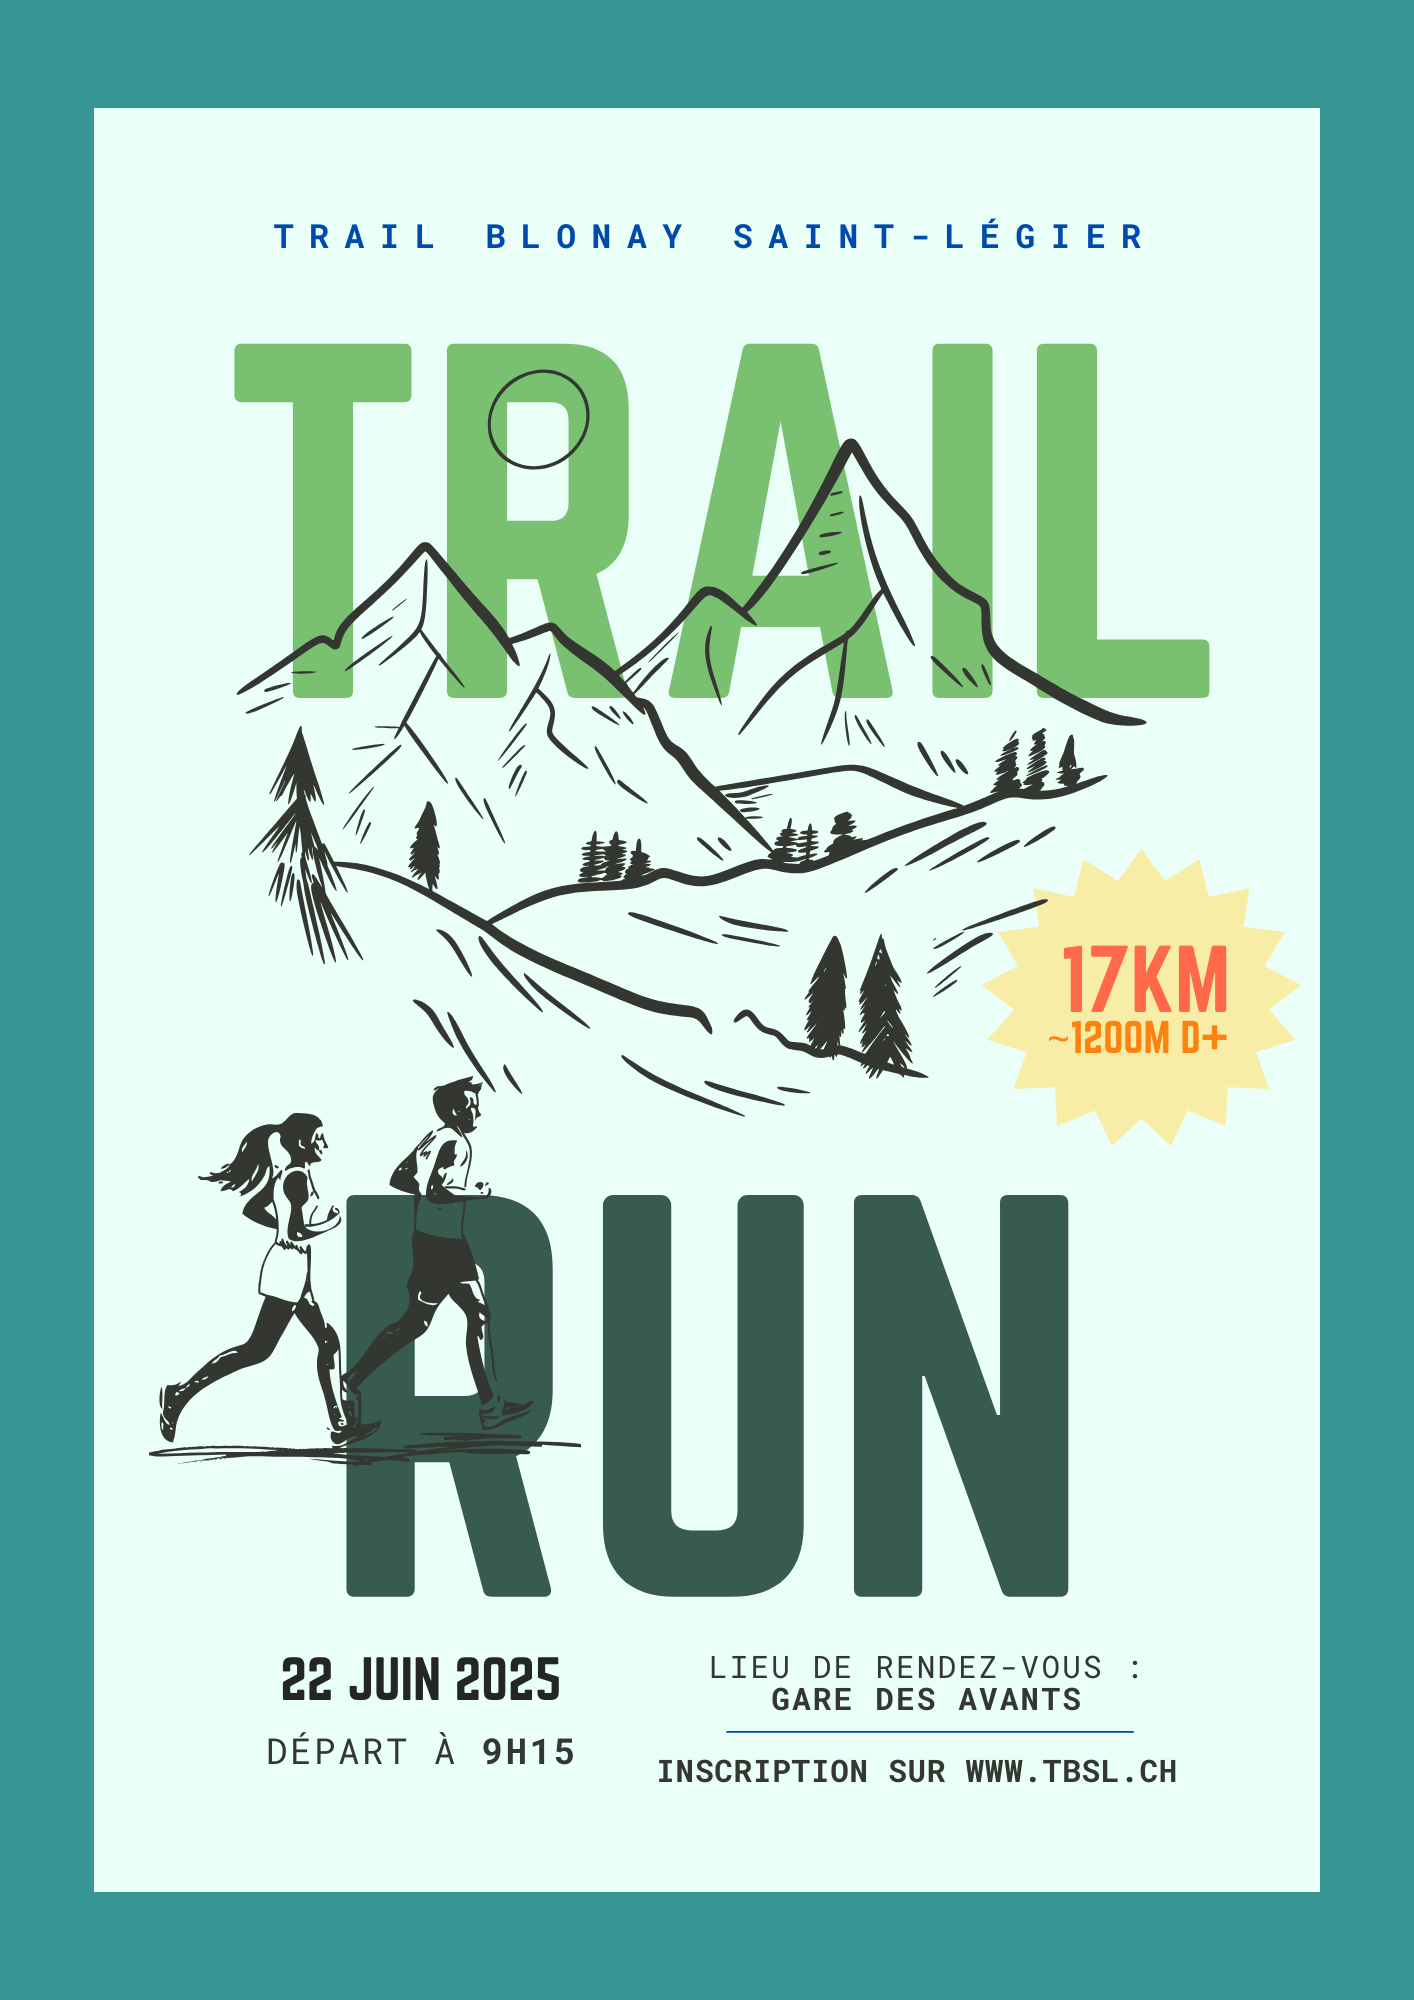 TRAIL BLONAY SAINT-LÉGIER
TRAIL
17KM
~1200M D+
RUN
22 JUIN 2025
DÉPART À 9H15
LIEU DE RENDEZ-VOUS :
GARE DES AVANTS
INSCRIPTION SUR WWW.TBSL.CH